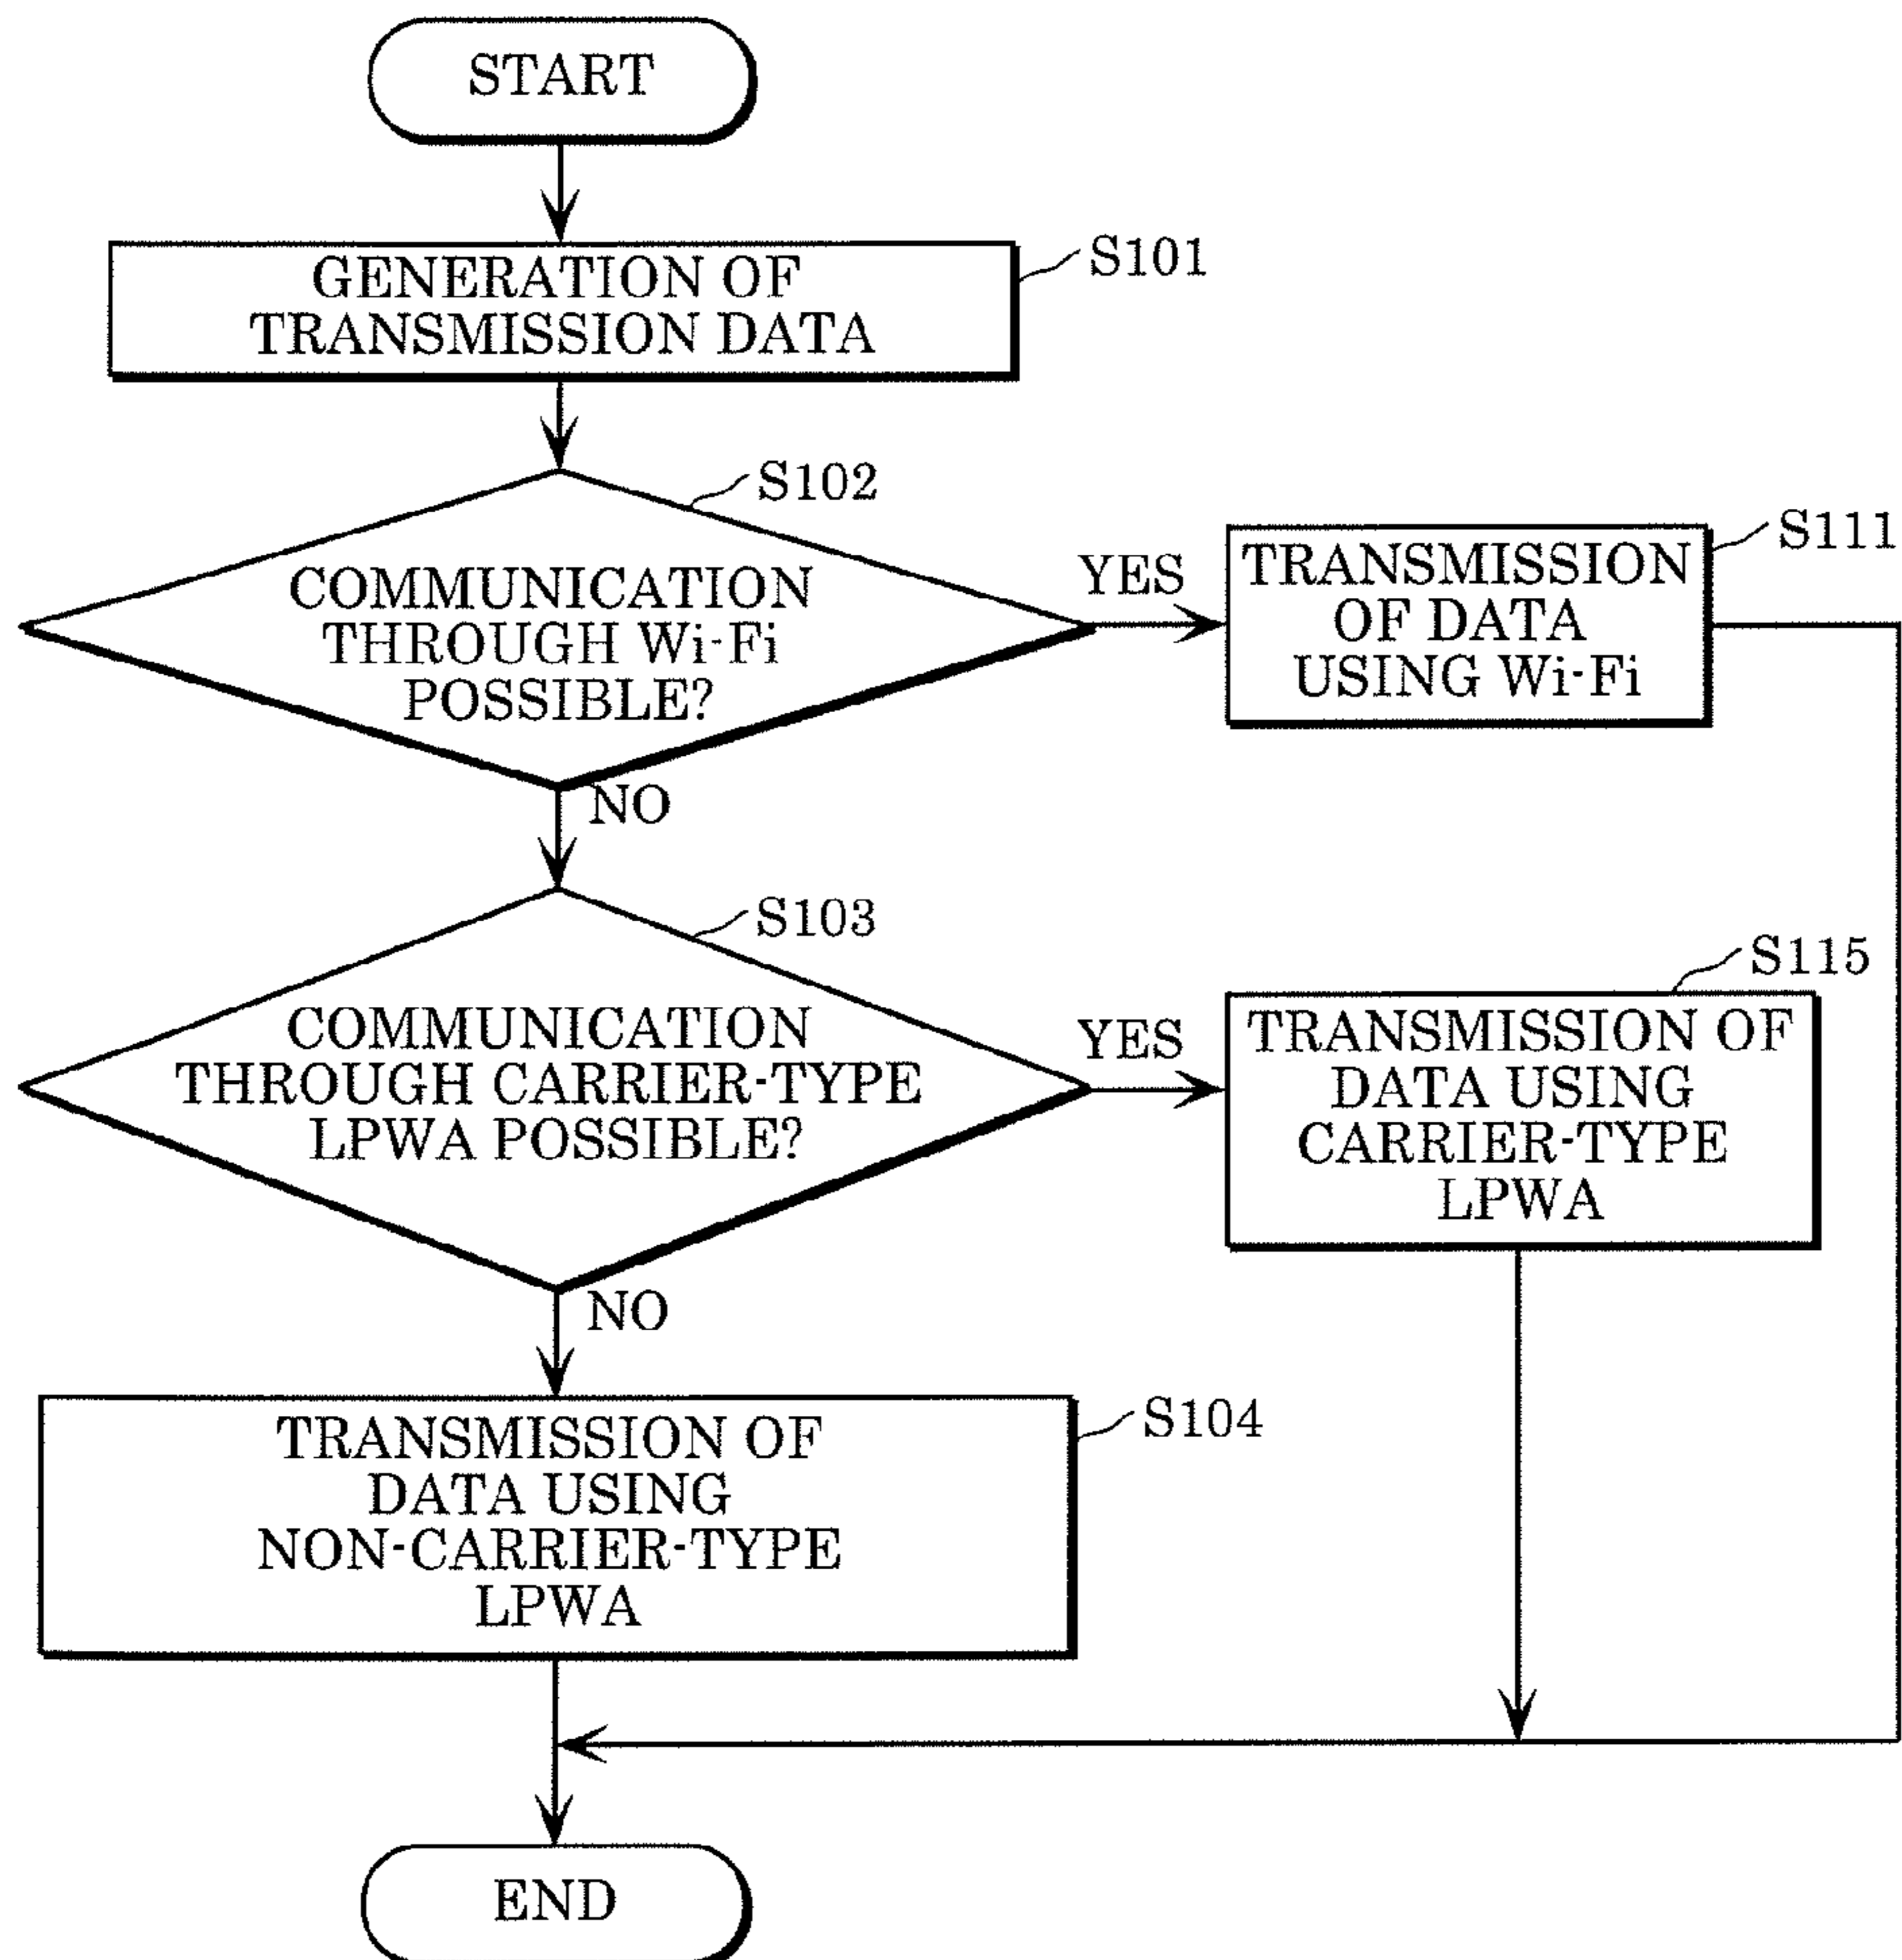 START
GENERATION OF
TRANSMISSION DATA
S101
S102
COMMUNICATION
THROUGH Wi-Fi
POSSIBLE?
YES
TRANSMISSION
OF DATA
USING Wi-Fi
S111
NO
S103
COMMUNICATION
THROUGH CARRIER-TYPE
LPWA POSSIBLE?
YES
S115
TRANSMISSION OF
DATA USING
CARRIER-TYPE
LPWA
NO
TRANSMISSION OF
DATA USING
NON-CARRIER-TYPE
LPWA
S104
END